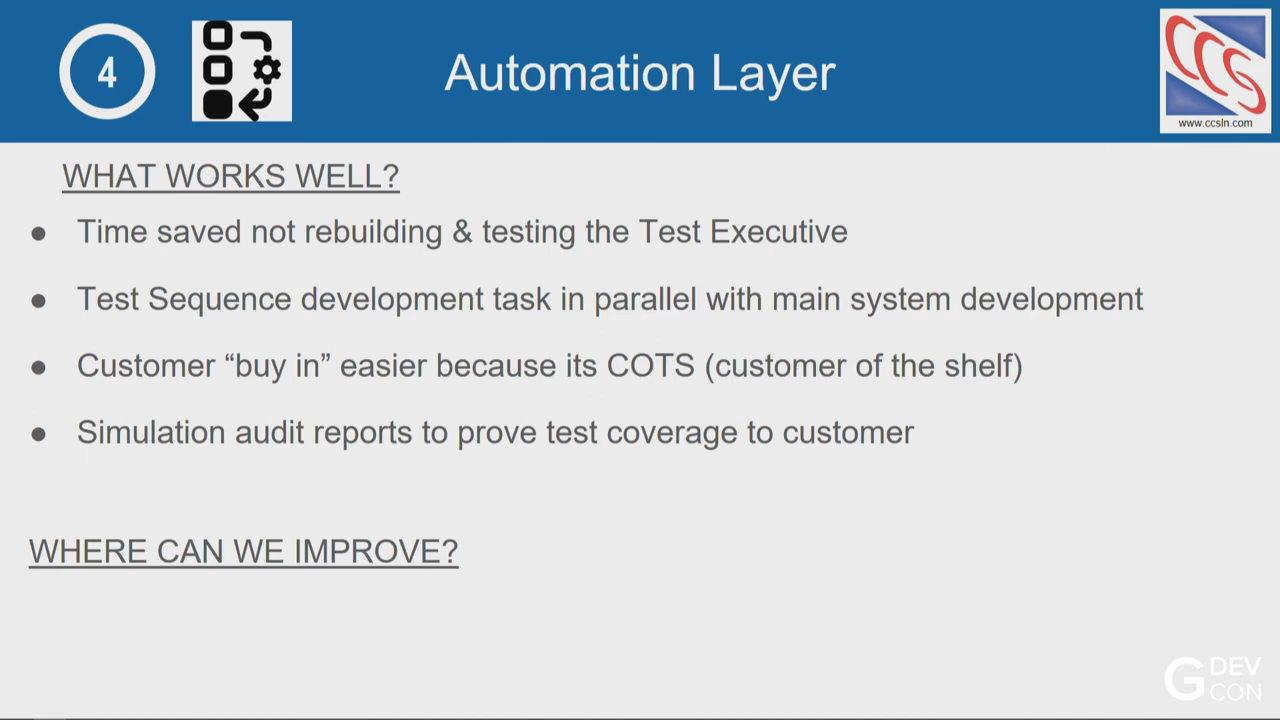 4
Automation Layer
CCS
www.ccsln.com
WHAT WORKS WELL?
● Time saved not rebuilding & testing the Test Executive
● Test Sequence development task in parallel with main system development
● Customer “buy in” easier because its COTS (customer of the shelf)
● Simulation audit reports to prove test coverage to customer
WHERE CAN WE IMPROVE?
G DEV
CON